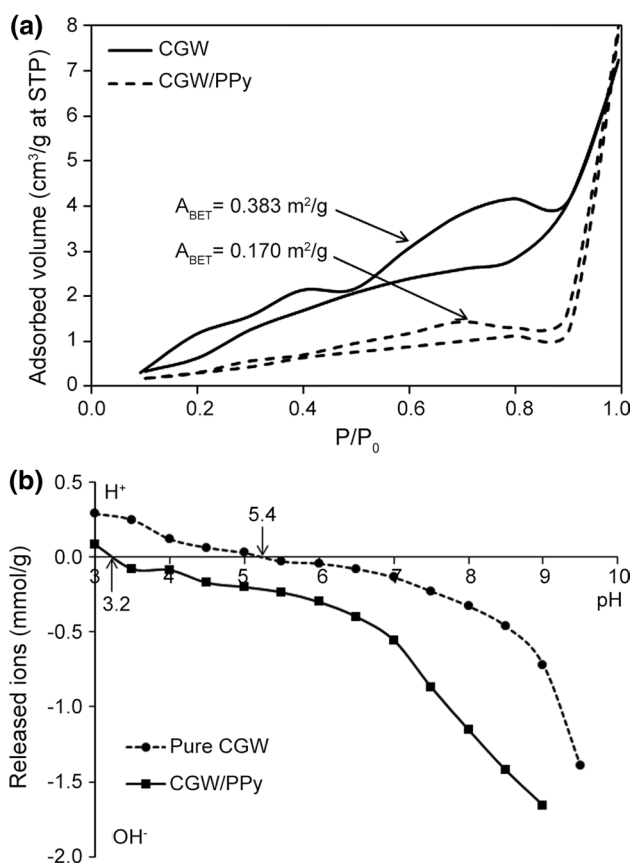 (a)
8
7
6
5
4
3
2
1
0
Adsorbed volume (cm³/g at STP)
CGW
CGW/PPy
A_BET= 0.383 m²/g
A_BET= 0.170 m²/g
0.0 0.2 0.4 0.6 0.8 1.0
P/P₀
(b)
0.5
0.0
-0.5
-1.0
-1.5
-2.0
Released ions (mmol/g)
H⁺
5.4
3 4 5 6 7 8 9 10
3.2
pH
Pure CGW
CGW/PPy
OH⁻